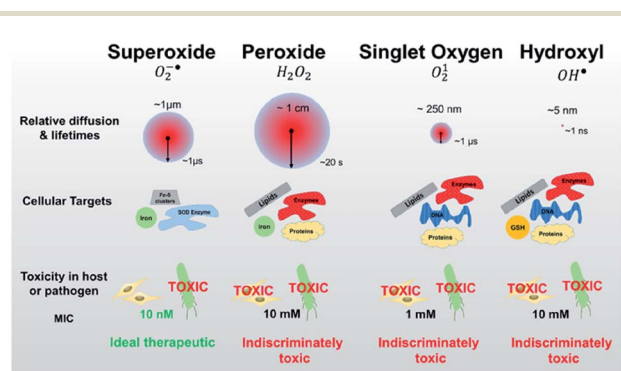 Superoxide Peroxide Singlet Oxygen Hydroxyl
O₂⁻• H₂O₂ O₂¹ OH•
Relative diffusion
& lifetimes
~1µm
~1µs
~ 1 cm
~20 s
~ 250 nm
~1 µs
~5 nm
~1 ns
Cellular Targets
Fe-S
clusters
Iron
SOD Enzyme
Lipids
Enzymes
Iron
Proteins
Lipids
Enzymes
DNA
Proteins
Lipids
Enzymes
DNA
GSH
Proteins
Toxicity in host
or pathogen
TOXIC
TOXIC TOXIC
TOXIC TOXIC
TOXIC TOXIC
MIC
10 nM 10 mM 1 mM 10 mM
Ideal therapeutic
Indiscriminately
toxic
Indiscriminately
toxic
Indiscriminately
toxic